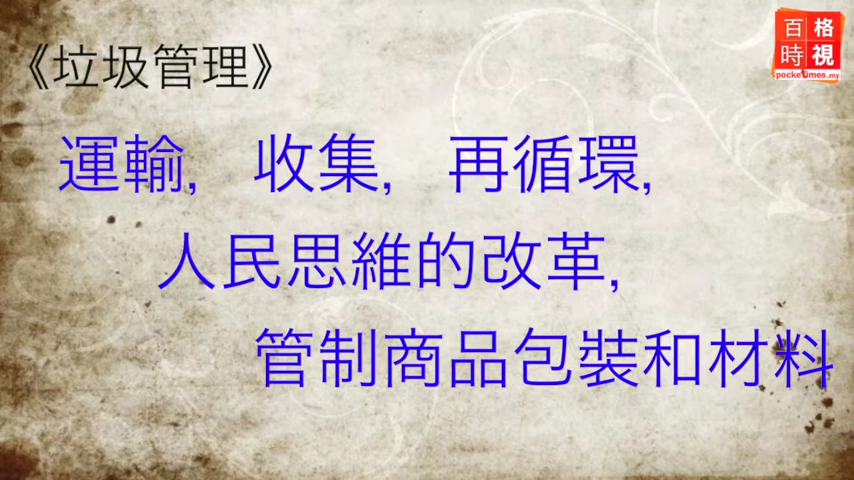 《垃圾管理》
百格
時視
pocketimes.my
運輸, 收集, 再循環,
人民思維的改革,
管制商品包裝和材料